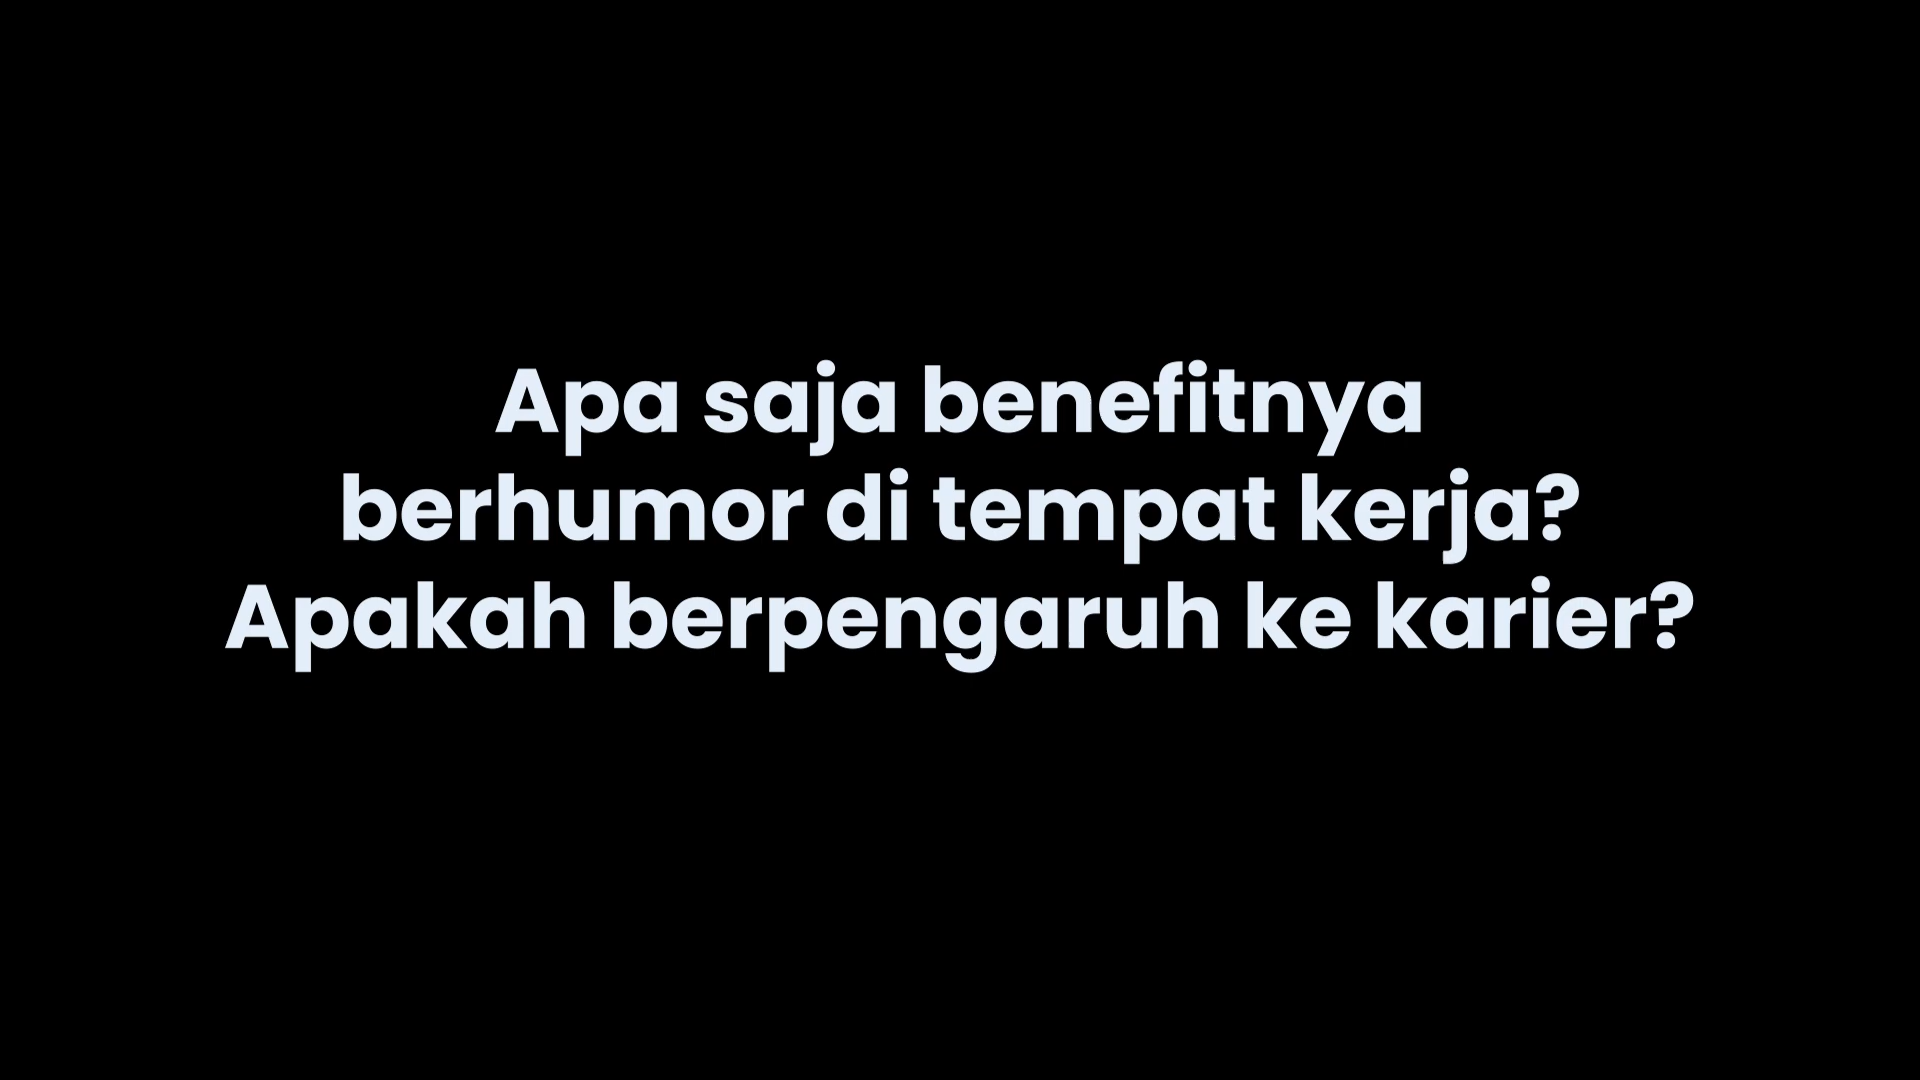 Apa saja benefitnya
berhumor di tempat kerja?
Apakah berpengaruh ke karier?